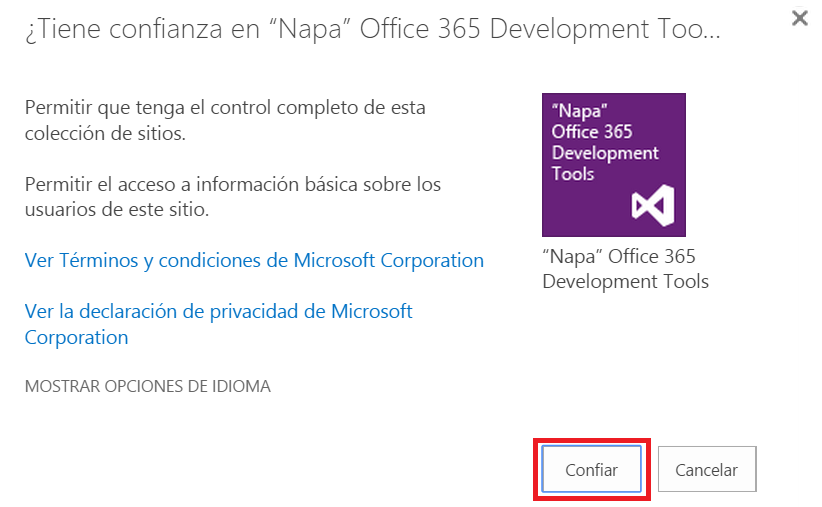 ¿Tiene confianza en “Napa” Office 365 Development Too...
Permitir que tenga el control completo de esta
colección de sitios.
Permitir el acceso a información básica sobre los
usuarios de este sitio.
Ver Términos y condiciones de Microsoft Corporation
Ver la declaración de privacidad de Microsoft
Corporation
MOSTRAR OPCIONES DE IDIOMA
“Napa”
Office 365
Development
Tools
“Napa” Office 365
Development Tools
Confiar
Cancelar